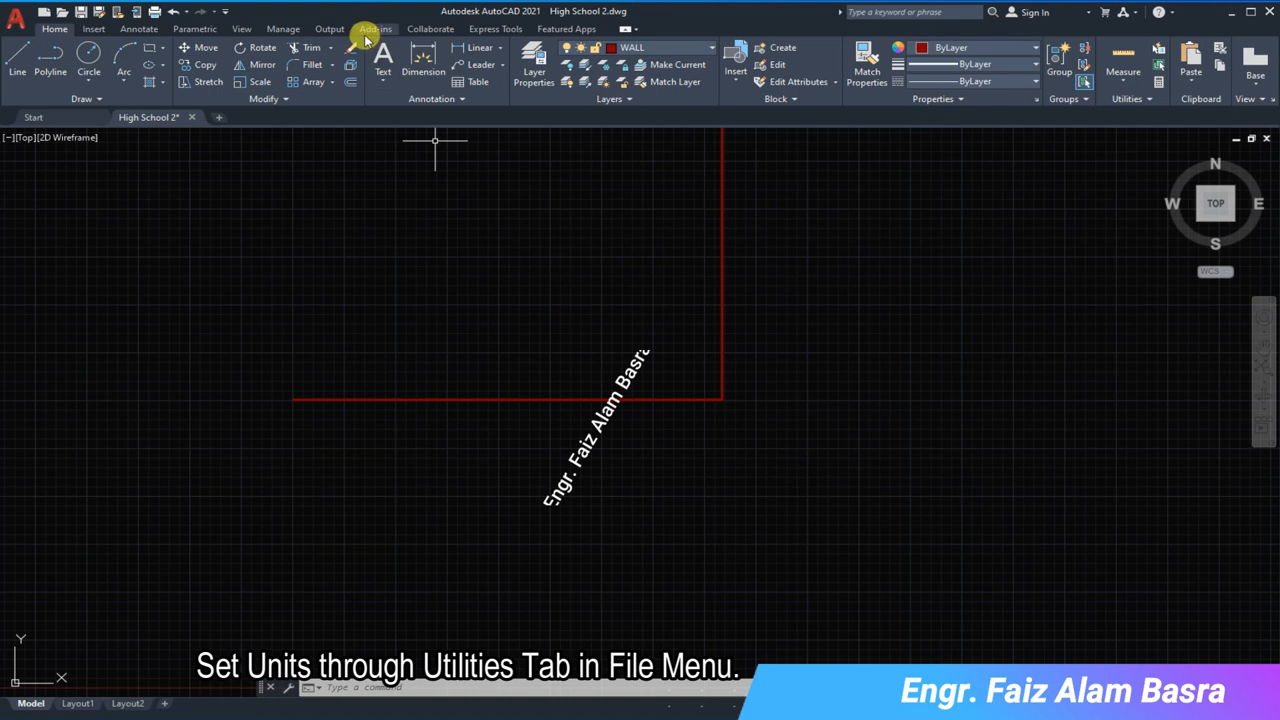 Autodesk AutoCAD 2021 High School 2.dwg
Type a keyword or phrase
Sign In
Home Insert Annotate Parametric View Manage Output Add-ins Collaborate Express Tools Featured Apps
Line Polyline Circle Arc
Move Rotate Trim
Copy Mirror Fillet
Stretch Scale Array
Text Dimension
Linear
Leader
Table
Layer Properties
WALL
Make Current
Match Layer
Insert
Create
Edit
Edit Attributes
Match Properties
ByLayer
ByLayer
ByLayer
Group
Measure
Paste
Base
Draw Modify Annotation Layers Block Properties Groups Utilities Clipboard View
Start High School 2*
[−][Top][2D Wireframe]
N
W TOP E
S
WCS
Engr. Faiz Alam Basra
Y
X
Set Units through Utilities Tab in File Menu.
Type a command
Engr. Faiz Alam Basra
Model Layout1 Layout2